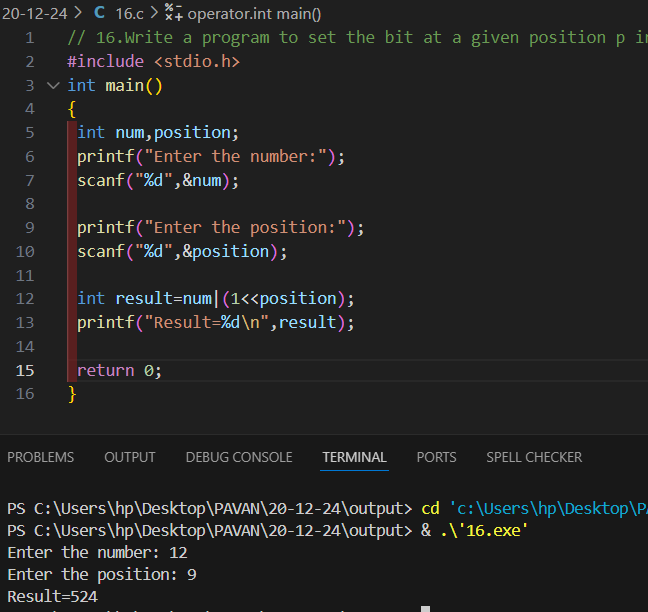 20-12-24 > C 16.c > operator.int main()
1 // 16.Write a program to set the bit at a given position p
2 #include <stdio.h>
3 int main()
4 {
5 int num,position;
6 printf("Enter the number:");
7 scanf("%d",&num);
8
9 printf("Enter the position:");
10 scanf("%d",&position);
11
12 int result=num|(1<<position);
13 printf("Result=%d\n",result);
14
15 return 0;
16 }
PROBLEMS OUTPUT DEBUG CONSOLE TERMINAL PORTS SPELL CHECKER
PS C:\Users\hp\Desktop\PAVAN\20-12-24\output> cd 'c:\Users\hp\Desktop\
PS C:\Users\hp\Desktop\PAVAN\20-12-24\output> & .\'16.exe'
Enter the number: 12
Enter the position: 9
Result=524